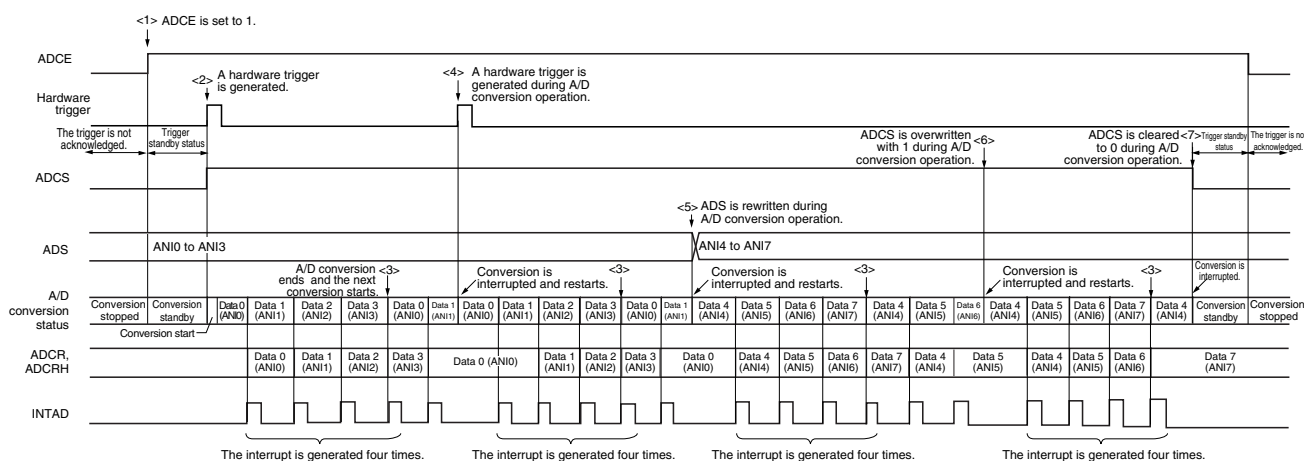 <1> ADCE is set to 1.
ADCE
<2> A hardware trigger
is generated.
<4> A hardware trigger is
generated during A/D
conversion operation.
Hardware
trigger
The trigger is not
acknowledged.
Trigger
standby status
ADCS is overwritten <6>
with 1 during A/D
conversion operation.
ADCS is cleared <7>
to 0 during A/D
conversion operation.
Trigger standby
status
The trigger is no
acknowledged.
ADCS
<5> ADS is rewritten during
A/D conversion operation.
ADS
ANI0 to ANI3
ANI4 to ANI7
A/D conversion <3>
ends and the next
conversion starts.
Conversion is
interrupted and restarts.
<3>
Conversion is
interrupted and restarts.
<3>
Conversion is
interrupted and restarts.
<3>
Conversion is
interrupted.
A/D
conversion
status
Conversion
stopped
Conversion
standby
Data 0
(ANI0)
Data 1
(ANI1)
Data 2
(ANI2)
Data 3
(ANI3)
Data 0
(ANI0)
Data 1
(ANI1)
Data 0
(ANI0)
Data 1
(ANI1)
Data 2
(ANI2)
Data 3
(ANI3)
Data 0
(ANI0)
Data 1
(ANI1)
Data 4
(ANI4)
Data 5
(ANI5)
Data 6
(ANI6)
Data 7
(ANI7)
Data 4
(ANI4)
Data 5
(ANI5)
Data 6
(ANI6)
Data 4
(ANI4)
Data 5
(ANI5)
Data 6
(ANI6)
Data 7
(ANI7)
Data 4
(ANI4)
Conversion
standby
Conversion
stopped
Conversion start
ADCR,
ADCRH
Data 0
(ANI0)
Data 1
(ANI1)
Data 2
(ANI2)
Data 3
(ANI3)
Data 0 (ANI0)
Data 1
(ANI1)
Data 2
(ANI2)
Data 3
(ANI3)
Data 0
(ANI0)
Data 4
(ANI4)
Data 5
(ANI5)
Data 6
(ANI6)
Data 7
(ANI7)
Data 4
(ANI4)
Data 5
(ANI5)
Data 4
(ANI4)
Data 5
(ANI5)
Data 6
(ANI6)
Data 7
(ANI7)
INTAD
The interrupt is generated four times.
The interrupt is generated four times.
The interrupt is generated four times.
The interrupt is generated four times.